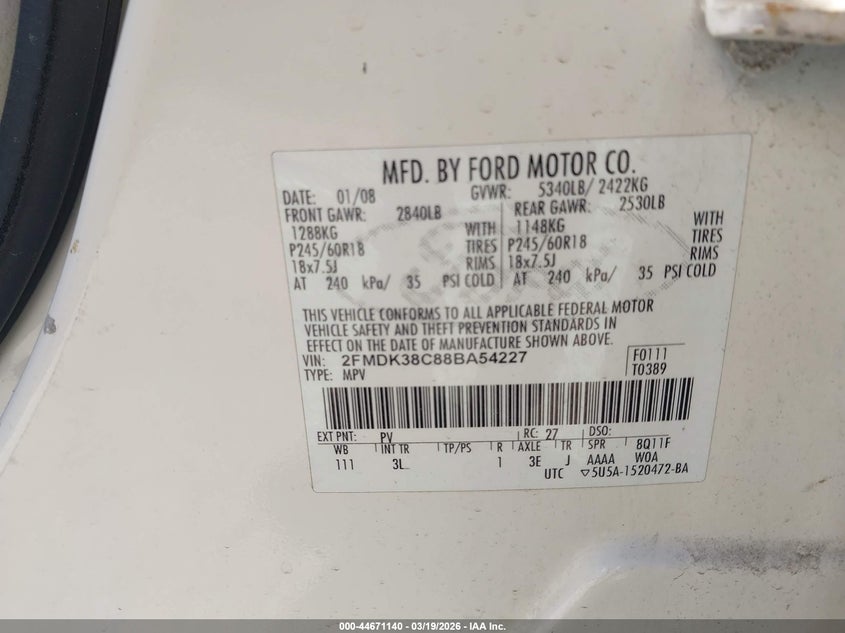 MFD. BY FORD MOTOR CO.
DATE: 01/08 GVWR: 5340LB/ 2422KG
FRONT GAWR: 2840LB REAR GAWR: 2530LB
1288KG WITH 1148KG WITH
P245/60R18 TIRES P245/60R18 TIRES
18x7.5J RIMS 18x7.5J RIMS
AT 240 kPa/ 35 PSI COLD AT 240 kPa/ 35 PSI COLD
THIS VEHICLE CONFORMS TO ALL APPLICABLE FEDERAL MOTOR
VEHICLE SAFETY AND THEFT PREVENTION STANDARDS IN
EFFECT ON THE DATE OF MANUFACTURE SHOWN ABOVE.
VIN: 2FMDK38C88BA54227 F0111
TYPE: MPV T0389
EXT PNT: PV RC: 27 DSO:
WB INT TR TP/PS R AXLE TR SPR 8Q11F
111 3L 1 3E J AAAA W0A
UTC ▽5U5A-1520472-BA
000-44671140 - 03/19/2026 - IAA Inc.